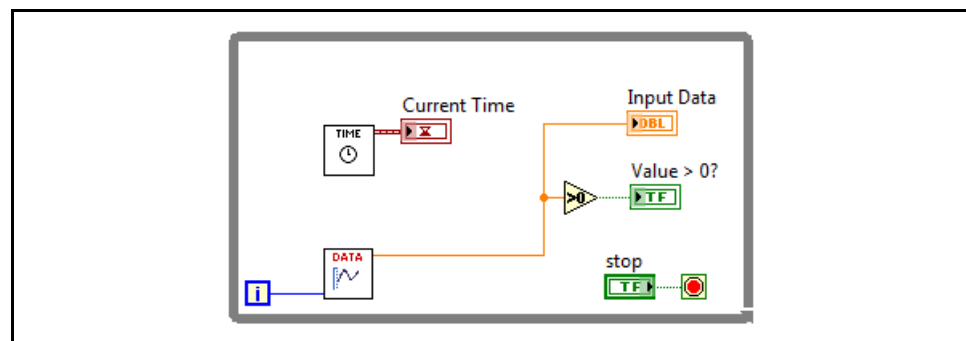 Current Time
TIME
Input Data
DBL
Value > 0?
>0
TF
DATA
i
stop
TF